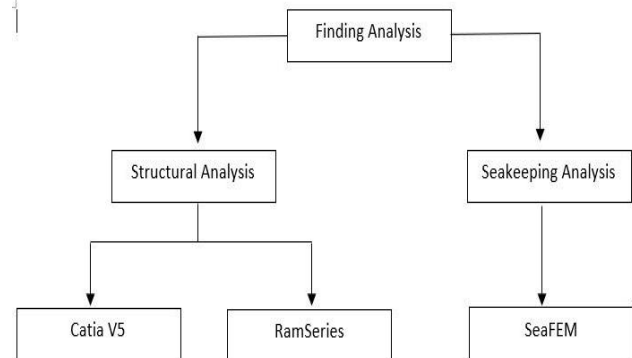 Finding Analysis
Structural Analysis
Seakeeping Analysis
Catia V5
RamSeries
SeaFEM